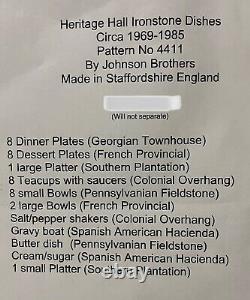 Heritage Hall Ironstone Dishes
Circa 1969-1985
Pattern No 4411
By Johnson Brothers
Made in Staffordshire England
(Will not separate)
8 Dinner Plates (Georgian Townhouse)
8 Dessert Plates (French Provincial)
1 large Platter (Southern Plantation)
8 Teacups with saucers (Colonial Overhang)
8 small Bowls (Pennsylvanian Fieldstone)
2 large Bowls (French Provincial)
Salt/pepper shakers (Colonial Overhang)
Gravy boat (Spanish American Hacienda)
Butter dish (Pennsylvanian Fieldstone)
Cream/sugar (Spanish American Hacienda)
1 small Platter (Southern Plantation)